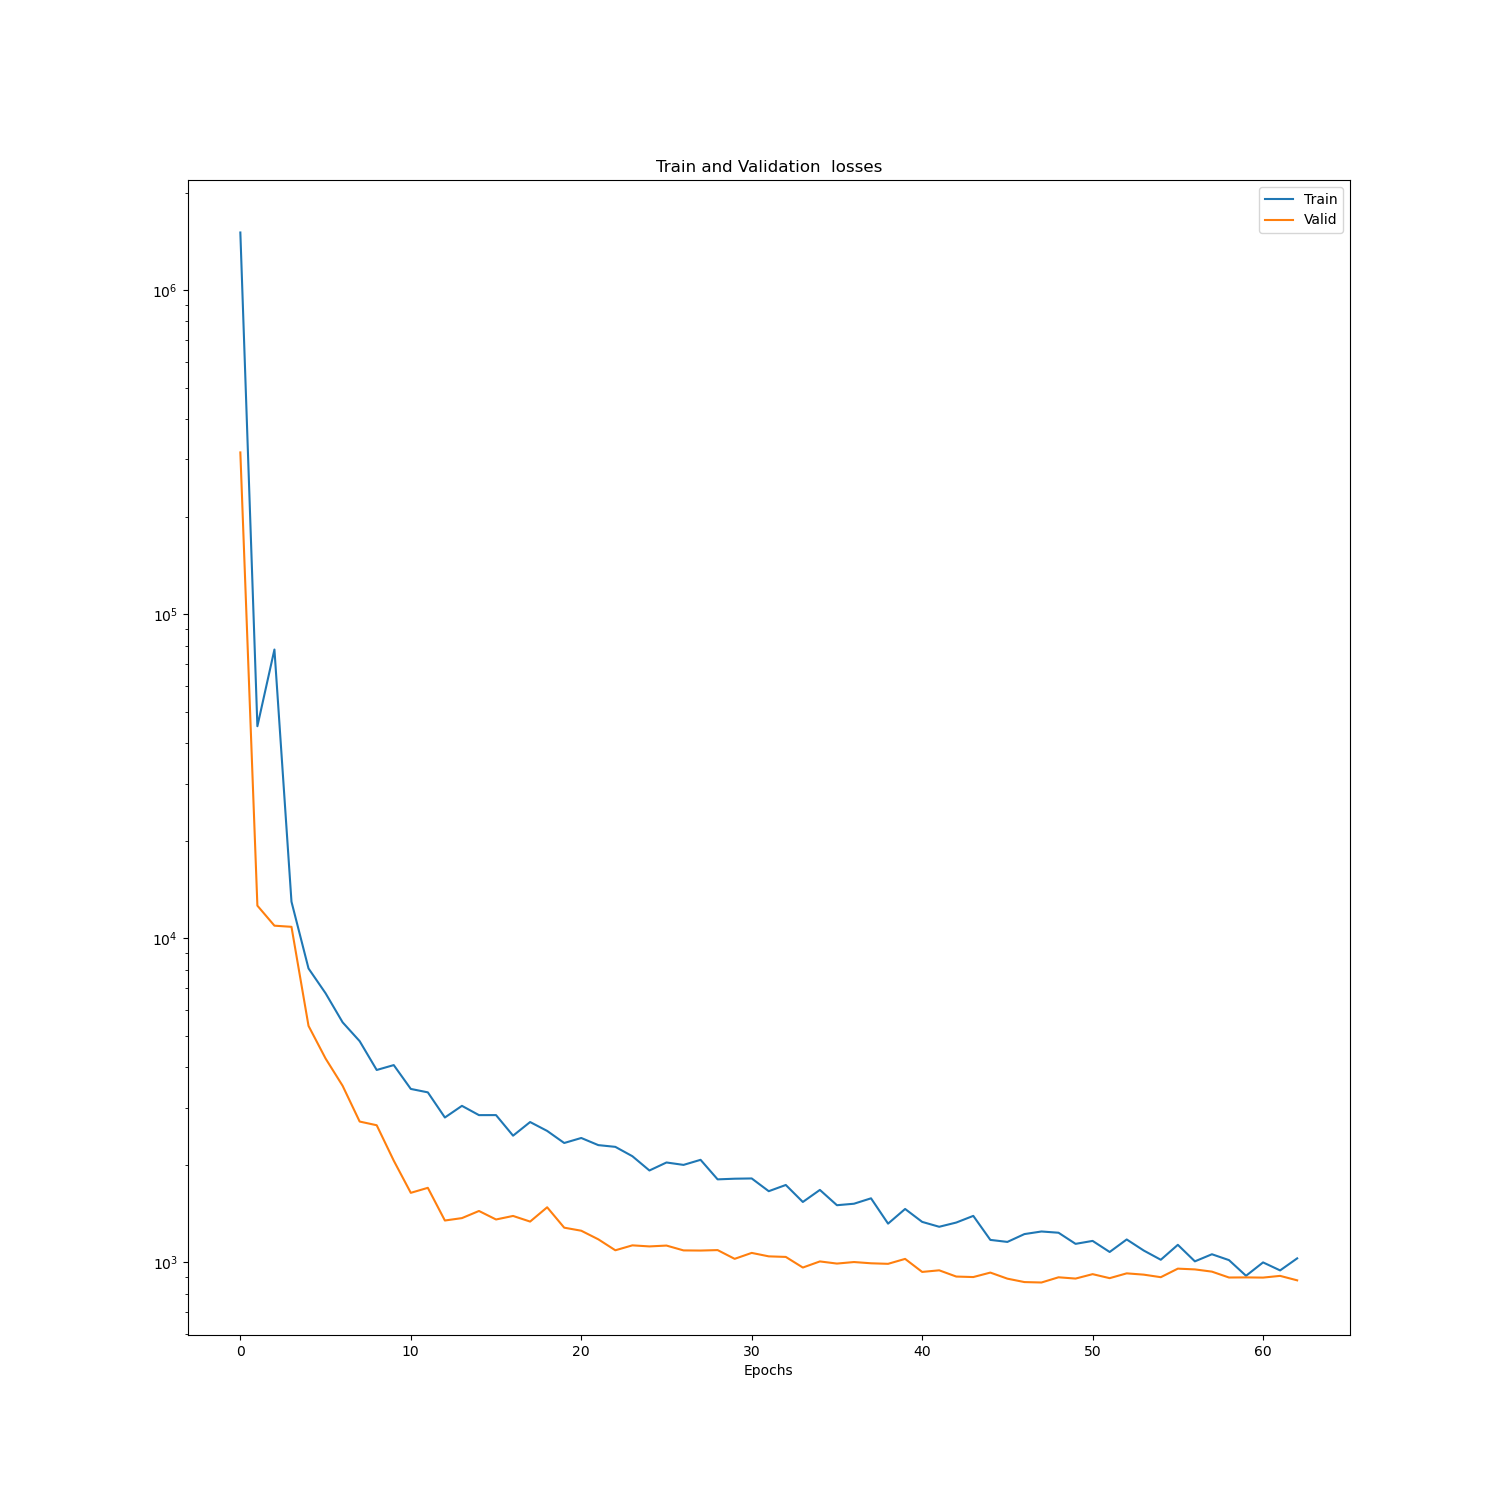 Train and Validation  losses
Train
Valid
10⁶
10⁵
10⁴
10³
0 10 20 30 40 50 60
Epochs